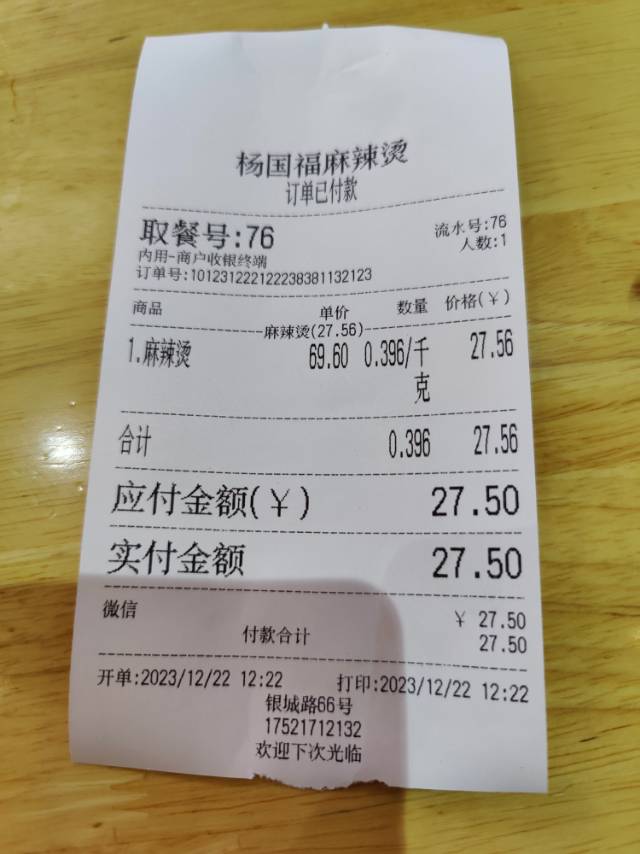 杨国福麻辣烫
订单已付款
取餐号:76
流水号:76
内用-商户收银终端
人数:1
订单号:101231222122238381132123
商品 单价 数量 价格(¥)
麻辣烫(27.56)
1.麻辣烫 69.60 0.396/千克 27.56
合计 0.396 27.56
应付金额(¥) 27.50
实付金额 27.50
微信 ¥ 27.50
付款合计 27.50
开单:2023/12/22 12:22 打印:2023/12/22 12:22
银城路66号
17521712132
欢迎下次光临